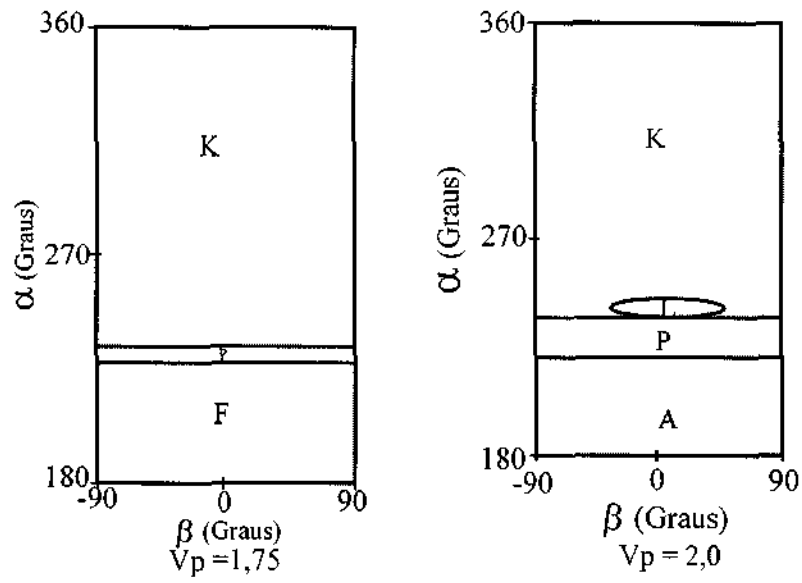 360
K
α (Graus)
270
P
F
180
-90
0
90
β (Graus)
Vp =1,75
360
K
α (Graus)
270
P
A
180
-90
0
90
β (Graus)
Vp = 2,0